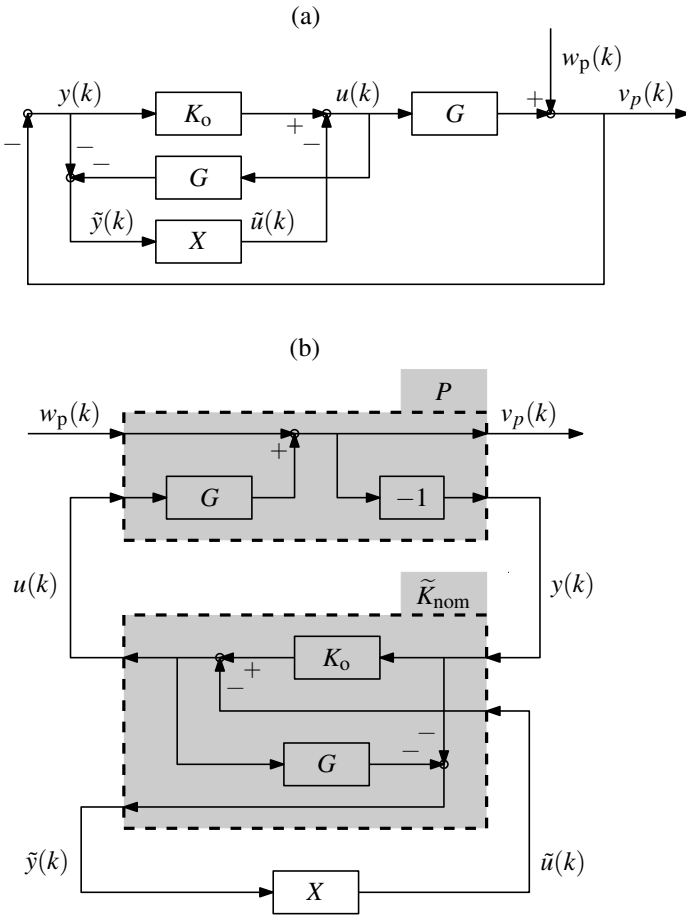 (a)
w_p(k)
y(k) K_o u(k) G v_p(k)
+ +
− − −
− G
ỹ(k) X ũ(k)
(b)
P
w_p(k) v_p(k)
+
G −1
u(k) y(k)
K̃_nom
K_o
− +
−
G −
ỹ(k) ũ(k)
X